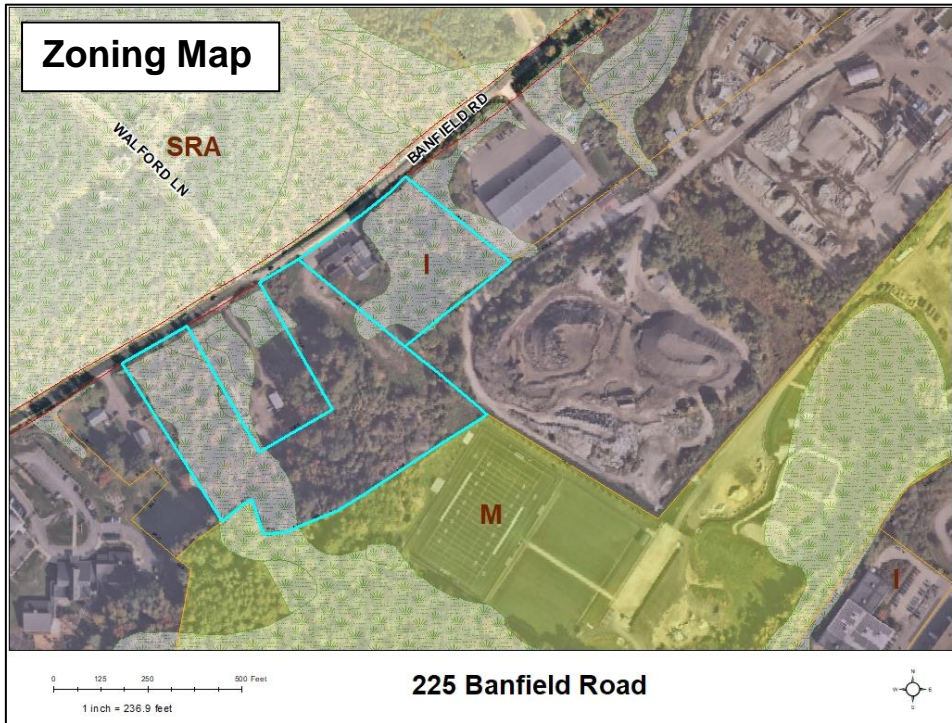 Zoning Map
SRA
WALFORD LN
BANFIELD RD
I
M
I
0 125 250 500 Feet
1 inch = 236.9 feet
225 Banfield Road
N
W E
S